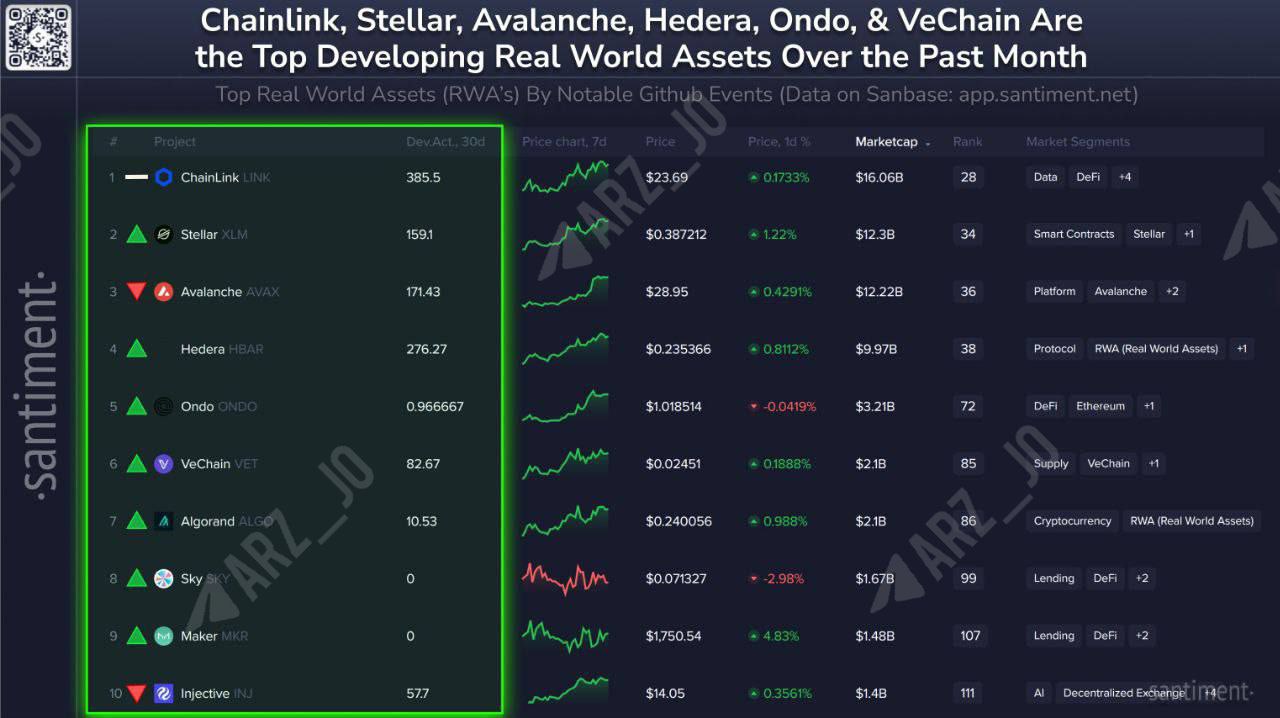 Chainlink, Stellar, Avalanche, Hedera, Ondo, & VeChain Are
the Top Developing Real World Assets Over the Past Month
Top Real World Assets (RWA's) By Notable Github Events (Data on Sanbase: app.santiment.net)
# Project Dev.Act., 30d Price chart, 7d Price Price, 1d % Marketcap Rank Market Segments
1 ChainLink LINK 385.5 $23.69 0.1733% $16.06B 28 Data DeFi +4
2 Stellar XLM 159.1 $0.387212 1.22% $12.3B 34 Smart Contracts Stellar +1
3 Avalanche AVAX 171.43 $28.95 0.4291% $12.22B 36 Platform Avalanche +2
4 Hedera HBAR 276.27 $0.235366 0.8112% $9.97B 38 Protocol RWA (Real World Assets) +1
5 Ondo ONDO 0.966667 $1.018514 -0.0419% $3.21B 72 DeFi Ethereum +1
6 VeChain VET 82.67 $0.02451 0.1888% $2.1B 85 Supply VeChain +1
7 Algorand ALGO 10.53 $0.240056 0.988% $2.1B 86 Cryptocurrency RWA (Real World Assets)
8 Sky SKY 0 $0.071327 -2.98% $1.67B 99 Lending DeFi +2
9 Maker MKR 0 $1,750.54 4.83% $1.48B 107 Lending DeFi +2
10 Injective INJ 57.7 $14.05 0.3561% $1.4B 111 AI Decentralized Exchange +4
·santiment·
santiment·
ARZ_JO
ARZ_JO
ARZ_JO